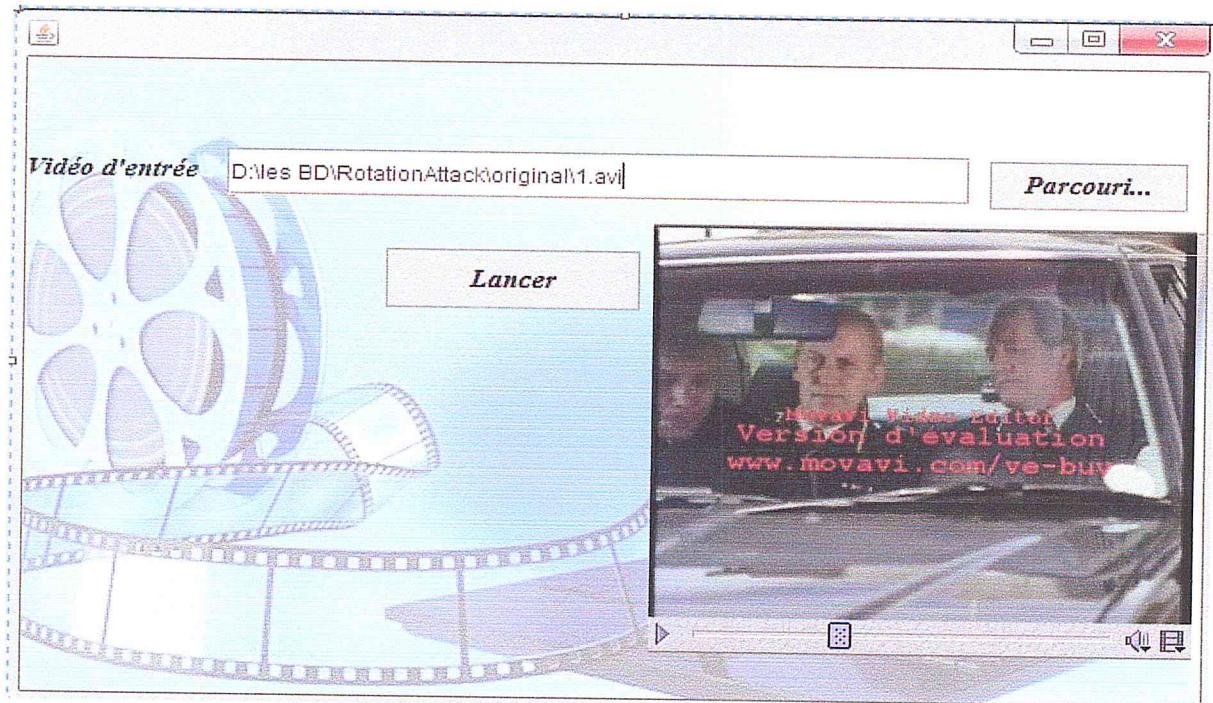 Vidéo d'entrée
D:\les BD\RotationAttack\original\1.avi
Parcouri...
Lancer
Movavi Video Editor
Version d'évaluation
www.movavi.com/ve-buy